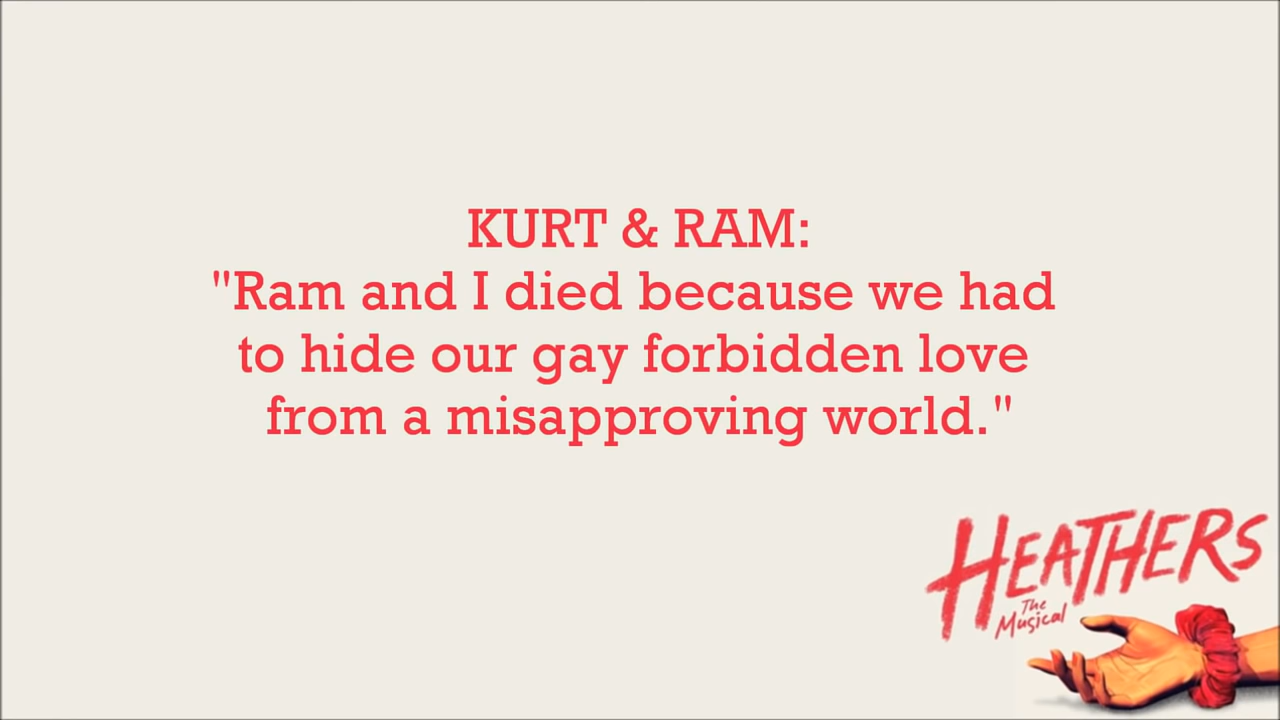 KURT & RAM:
"Ram and I died because we had
to hide our gay forbidden love
from a misapproving world."
HEATHERS
The
Musical